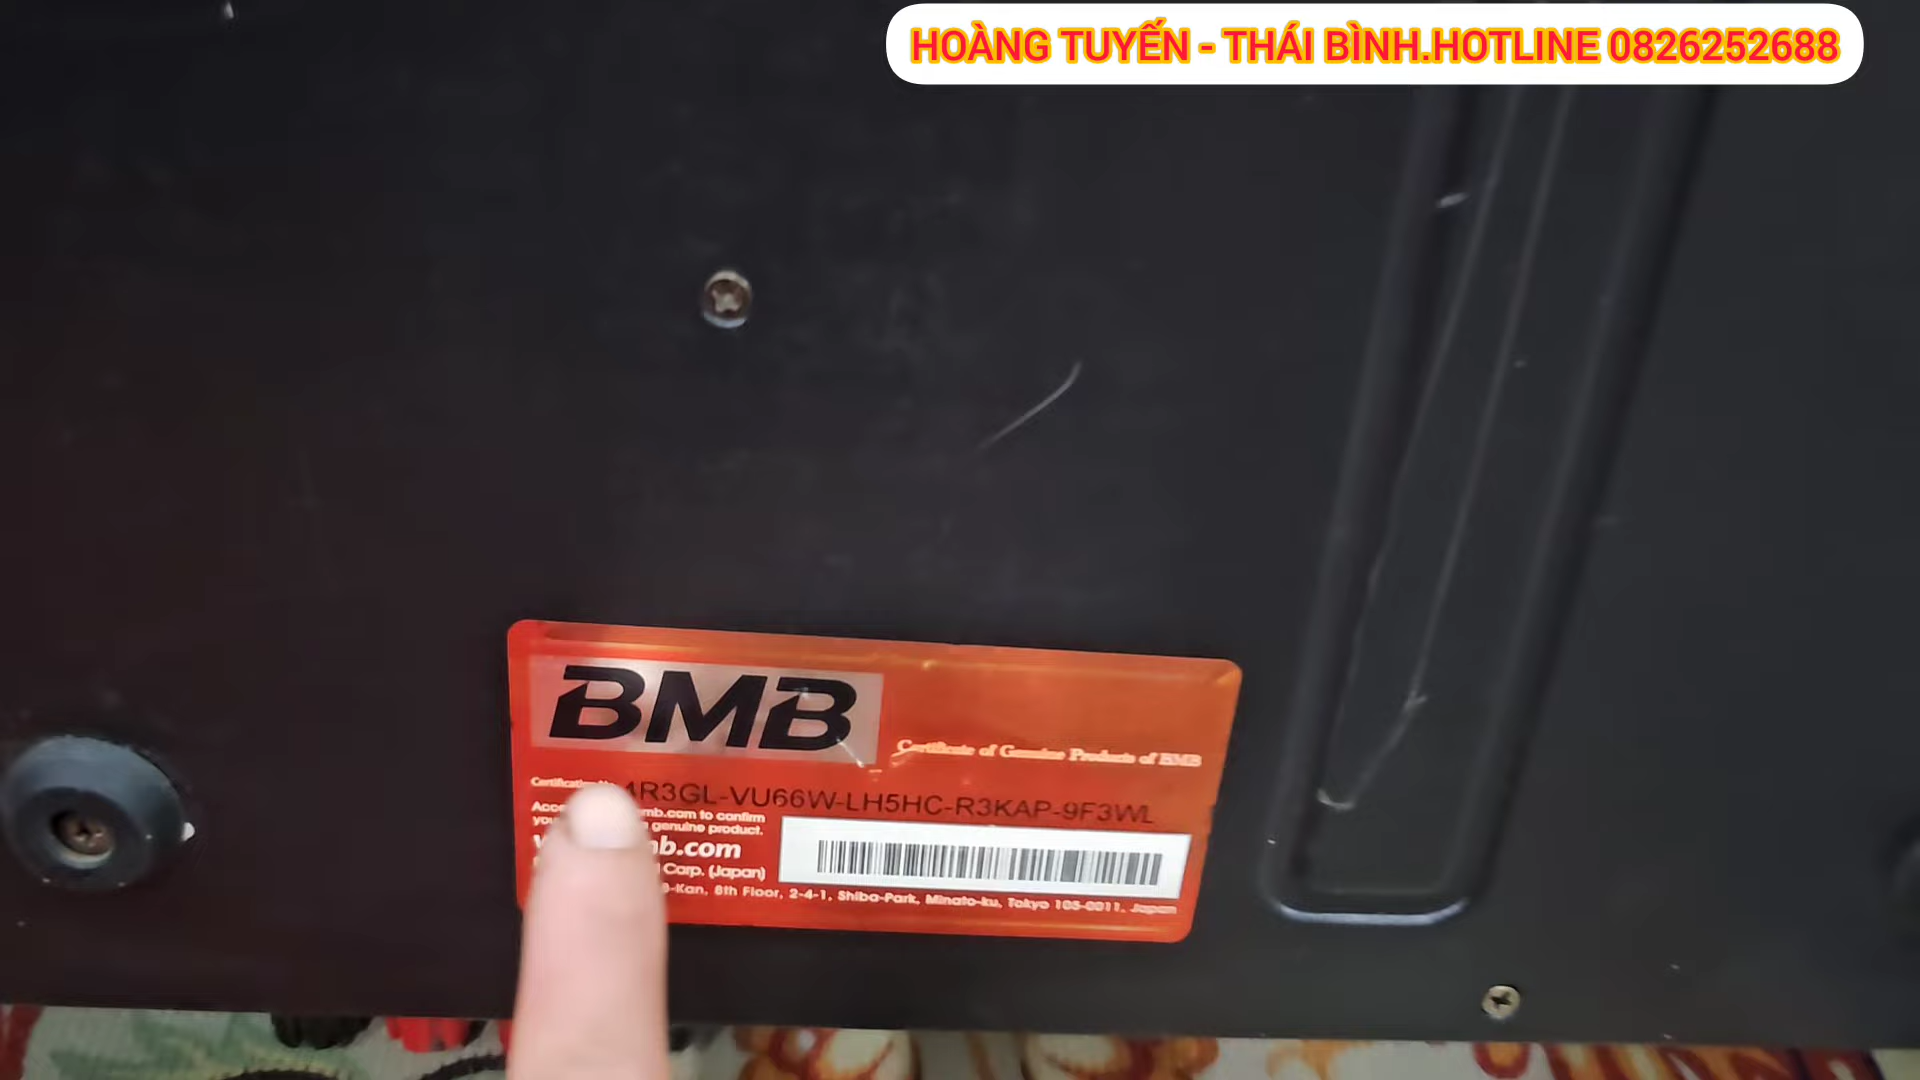 HOÀNG TUYẾN - THÁI BÌNH.HOTLINE 0826252688
BMB
Certificate of Genuine Products of BMB
4R3GL-VU66W-LH5HC-R3KAP-9F3WL
mb.com to confirm
genuine product.
b.com
Corp. (Japan)
8-Kan, 8th Floor, 2-4-1, Shiba-Park, Minato-ku, Tokyo 105-0011, Japan